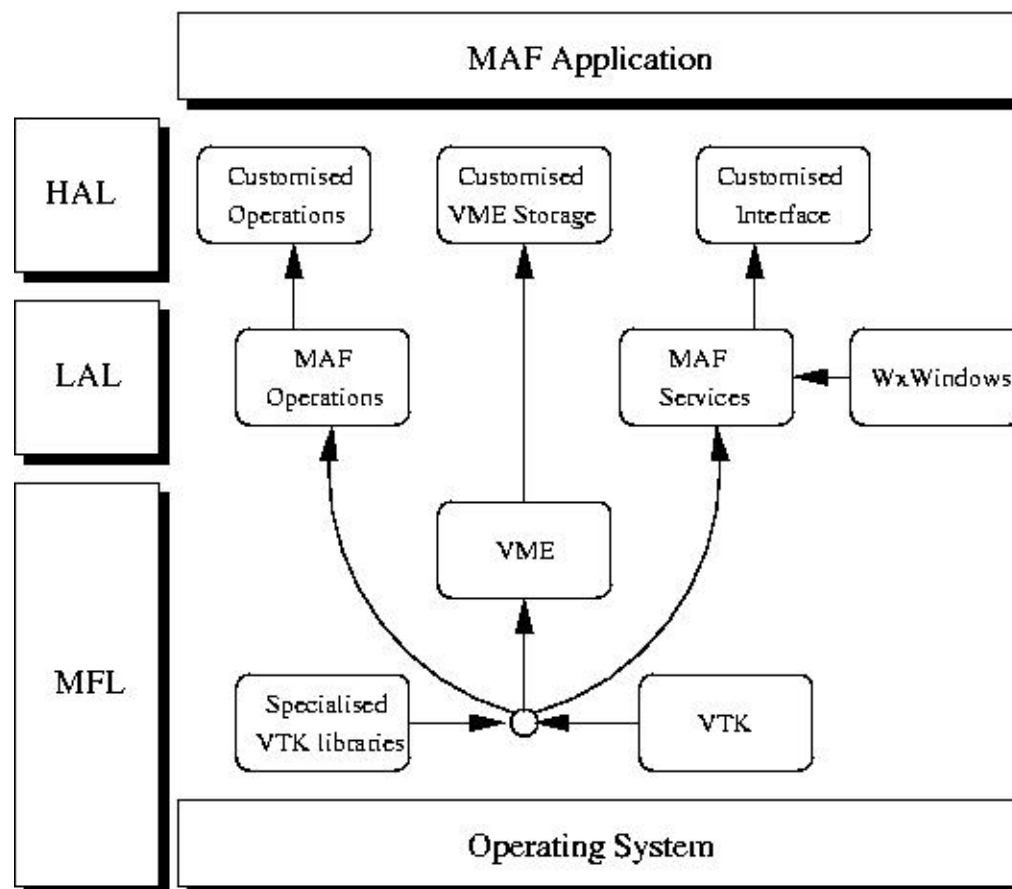 MAF Application
HAL
Customised
Operations
Customised
VME Storage
Customised
Interface
LAL
MAF
Operations
MAF
Services
WxWindows
MFL
VME
Specialised
VTK libraries
VTK
Operating System